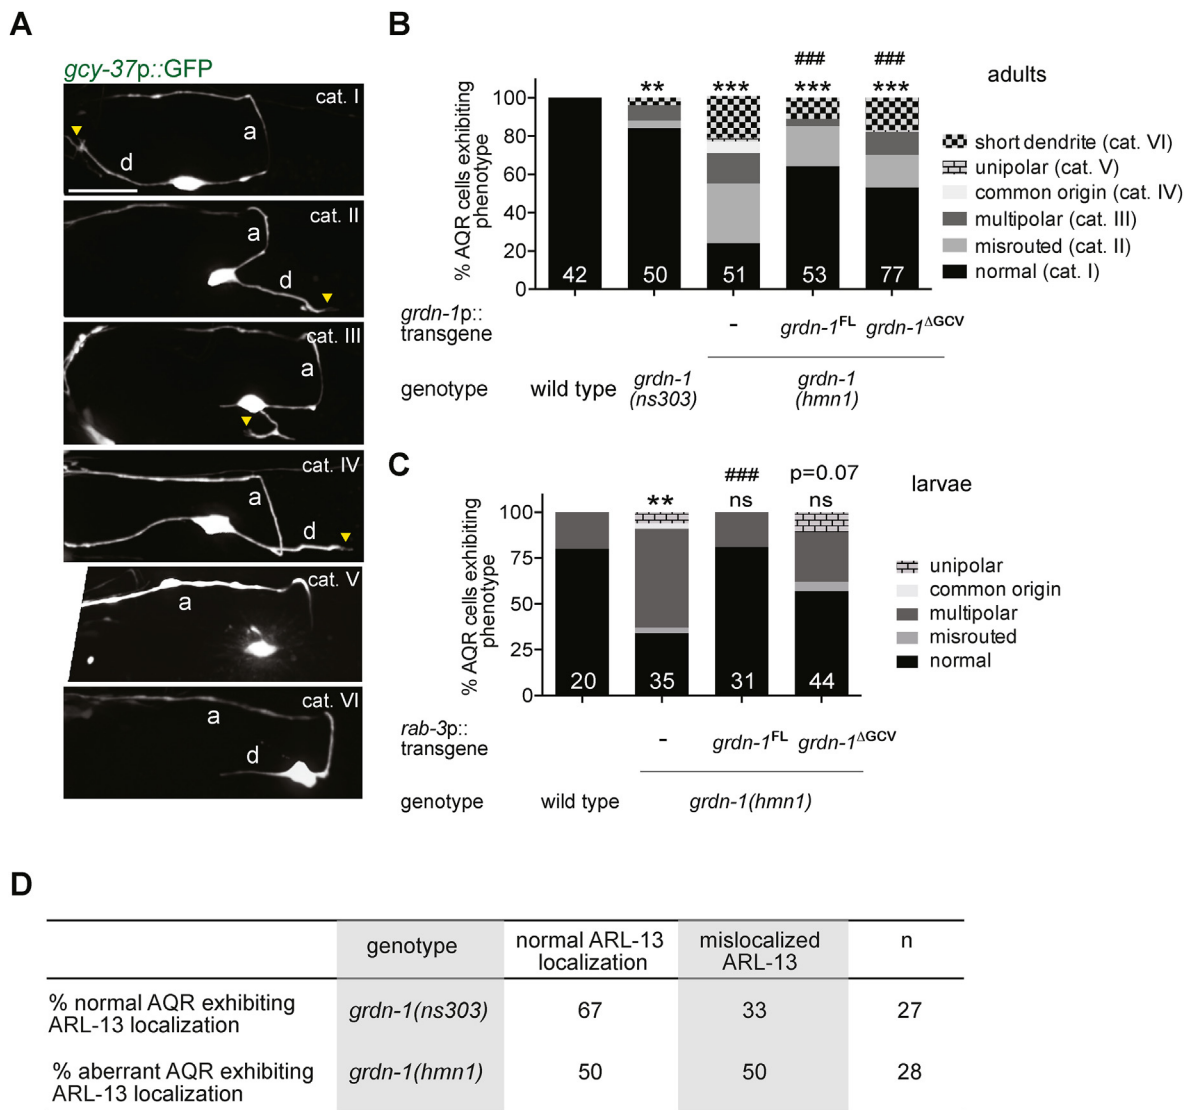 A
gcy-37p::GFP
cat. I
a
d
cat. II
a
d
cat. III
a
cat. IV
a
d
cat. V
a
cat. VI
a
d
B
### ###
** *** *** ***
adults
% AQR cells exhibiting
phenotype
100
80
60
40
20
0
42 50 51 53 77
short dendrite (cat. VI)
unipolar (cat. V)
common origin (cat. IV)
multipolar (cat. III)
misrouted (cat. II)
normal (cat. I)
grdn-1p::
transgene
- grdn-1FL grdn-1ΔGCV
genotype
wild type
grdn-1
(ns303)
grdn-1
(hmn1)
C
### p=0.07
** ns ns
larvae
% AQR cells exhibiting
phenotype
100
75
50
25
0
20 35 31 44
unipolar
common origin
multipolar
misrouted
normal
rab-3p::
transgene
- grdn-1FL grdn-1ΔGCV
genotype
wild type
grdn-1(hmn1)
D
genotype
normal ARL-13
localization
mislocalized
ARL-13
n
% normal AQR exhibiting
ARL-13 localization
grdn-1(ns303) 67 33 27
% aberrant AQR exhibiting
ARL-13 localization
grdn-1(hmn1) 50 50 28